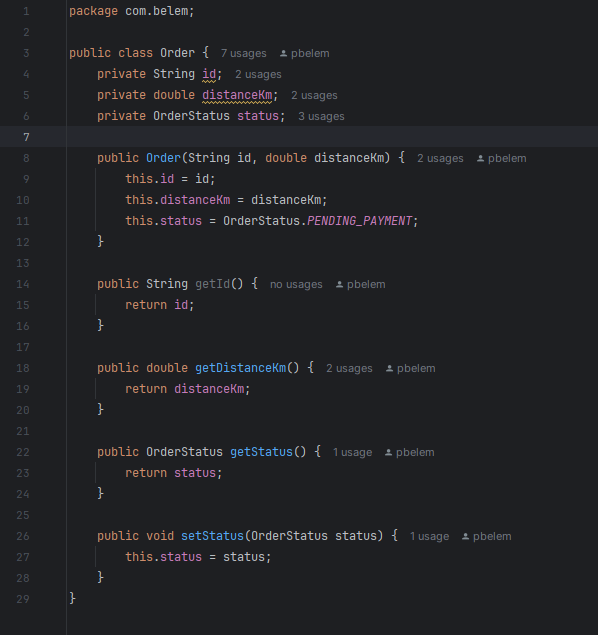 1 package com.belem;
2
3 public class Order { 7 usages pbelem
4 private String id; 2 usages
5 private double distanceKm; 2 usages
6 private OrderStatus status; 3 usages
7
8 public Order(String id, double distanceKm) { 2 usages pbelem
9 this.id = id;
10 this.distanceKm = distanceKm;
11 this.status = OrderStatus.PENDING_PAYMENT;
12 }
13
14 public String getId() { no usages pbelem
15 return id;
16 }
17
18 public double getDistanceKm() { 2 usages pbelem
19 return distanceKm;
20 }
21
22 public OrderStatus getStatus() { 1 usage pbelem
23 return status;
24 }
25
26 public void setStatus(OrderStatus status) { 1 usage pbelem
27 this.status = status;
28 }
29 }